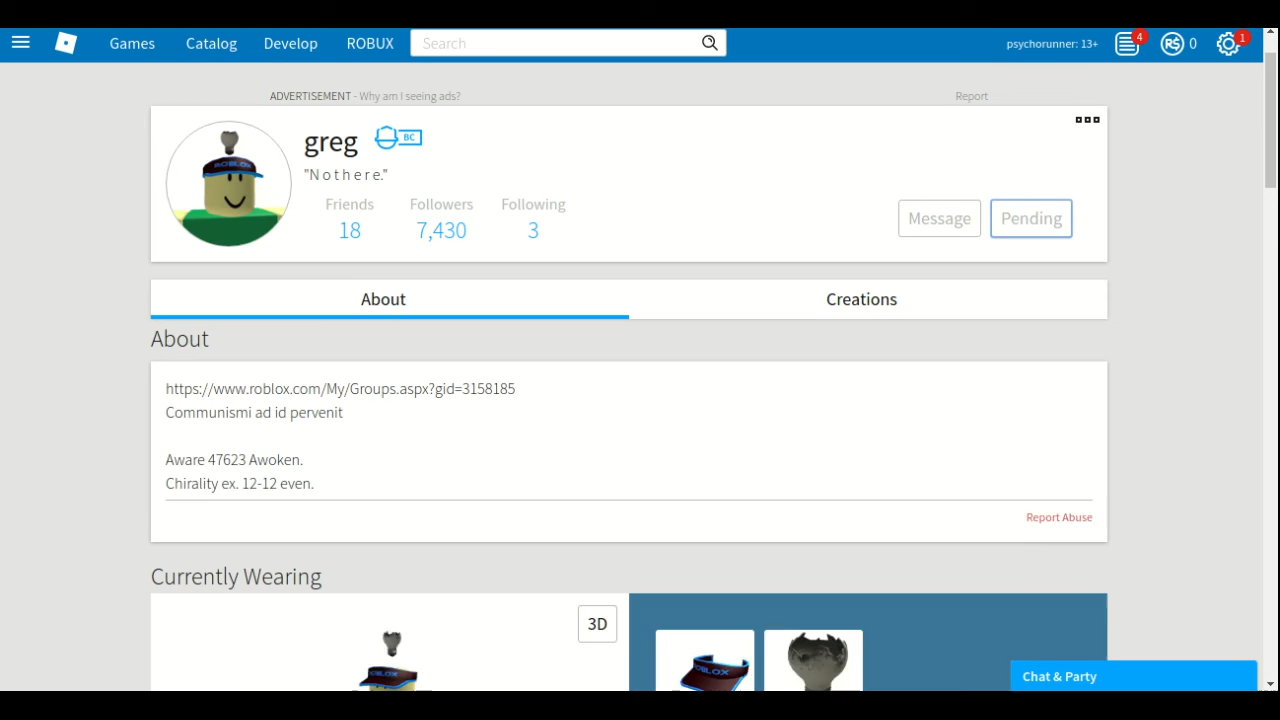 Games Catalog Develop ROBUX Search psychorunner: 13+ 4 R$ 0 1
ADVERTISEMENT - Why am I seeing ads? Report
greg BC
"N o t h e r e."
Friends Followers Following
18 7,430 3
Message Pending
About Creations
About
https://www.roblox.com/My/Groups.aspx?gid=3158185
Communismi ad id pervenit
Aware 47623 Awoken.
Chirality ex. 12-12 even.
Report Abuse
Currently Wearing
3D
ROBLOX
ROBLOX
ROBLOX
Chat & Party